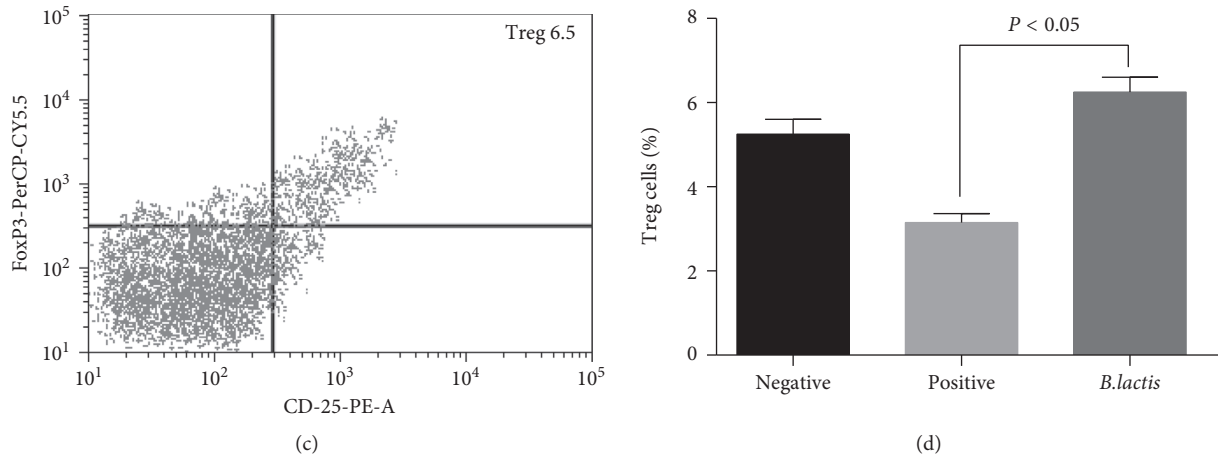 10^5
10^4
10^3
10^2
10^1
FoxP3-PerCP-CY5.5
Treg 6.5
10^1 10^2 10^3 10^4 10^5
CD-25-PE-A
(c)
8
6
4
2
0
Treg cells (%)
P < 0.05
Negative Positive B.lactis
(d)